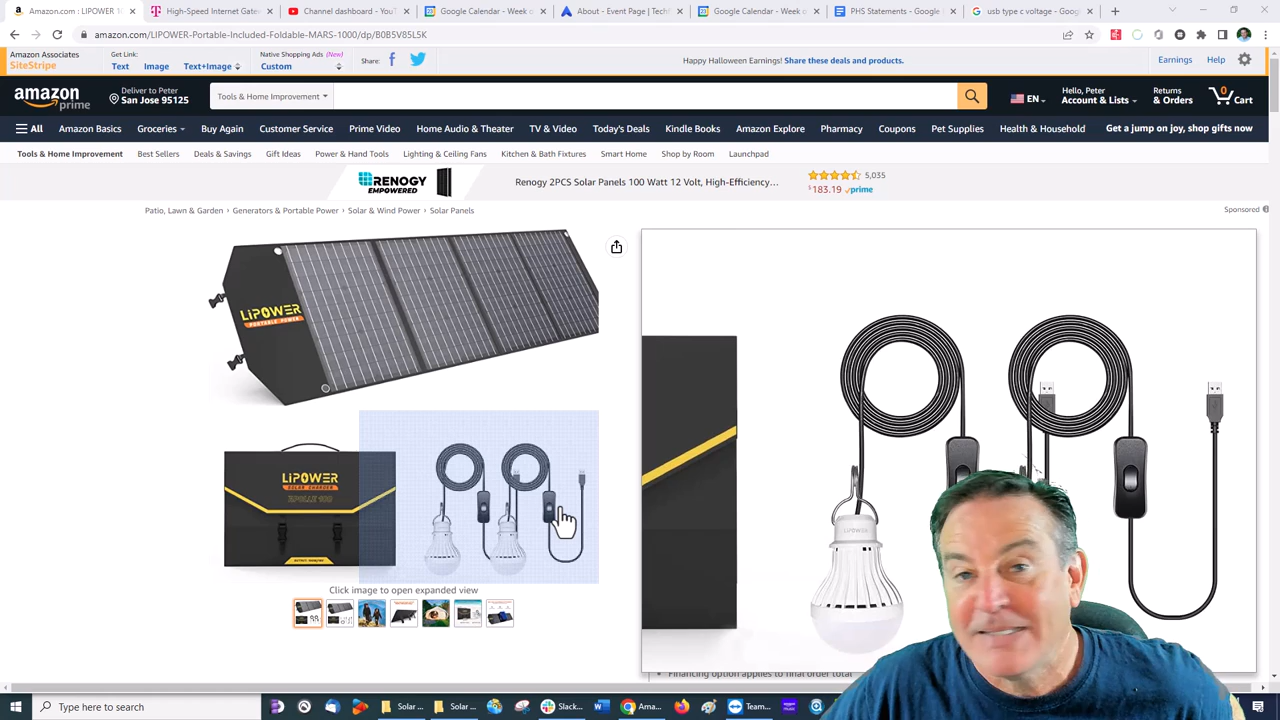 Amazon.com : LIPOWER
High-Speed Internet Gate
Channel dashboard - YouT
Google Calendar - Week o
About – Event Page | Tech
Google Calendar - Week o
PHS Statements - Google
usb type c voltage - Goog
amazon.com/LIPOWER-Portable-Included-Foldable-MARS-1000/dp/B0B5V85L5K
Amazon Associates
SiteStripe
Get Link:
Text Image Text+Image
Native Shopping Ads (New)
Custom
Share:
Happy Halloween Earnings! Share these deals and products.
Earnings Help
amazon prime
Deliver to Peter
San Jose 95125
Tools & Home Improvement
EN
Hello, Peter
Account & Lists
Returns
& Orders
0
Cart
All Amazon Basics Groceries Buy Again Customer Service Prime Video Home Audio & Theater TV & Video Today's Deals Kindle Books Amazon Explore Pharmacy Coupons Pet Supplies Health & Household Get a jump on joy, shop gifts now
Tools & Home Improvement Best Sellers Deals & Savings Gift Ideas Power & Hand Tools Lighting & Ceiling Fans Kitchen & Bath Fixtures Smart Home Shop by Room Launchpad
RENOGY
EMPOWERED
Renogy 2PCS Solar Panels 100 Watt 12 Volt, High-Efficiency…
5,035
$183.19 prime
Patio, Lawn & Garden › Generators & Portable Power › Solar & Wind Power › Solar Panels
Sponsored
LIPOWER
PORTABLE POWER
LIPOWER
SOLAR CHARGER
LIPOWER
Click image to open expanded view
Financing option applies to final order total
Type here to search
Solar ...
Solar ...
Slack...
Ama...
Team...